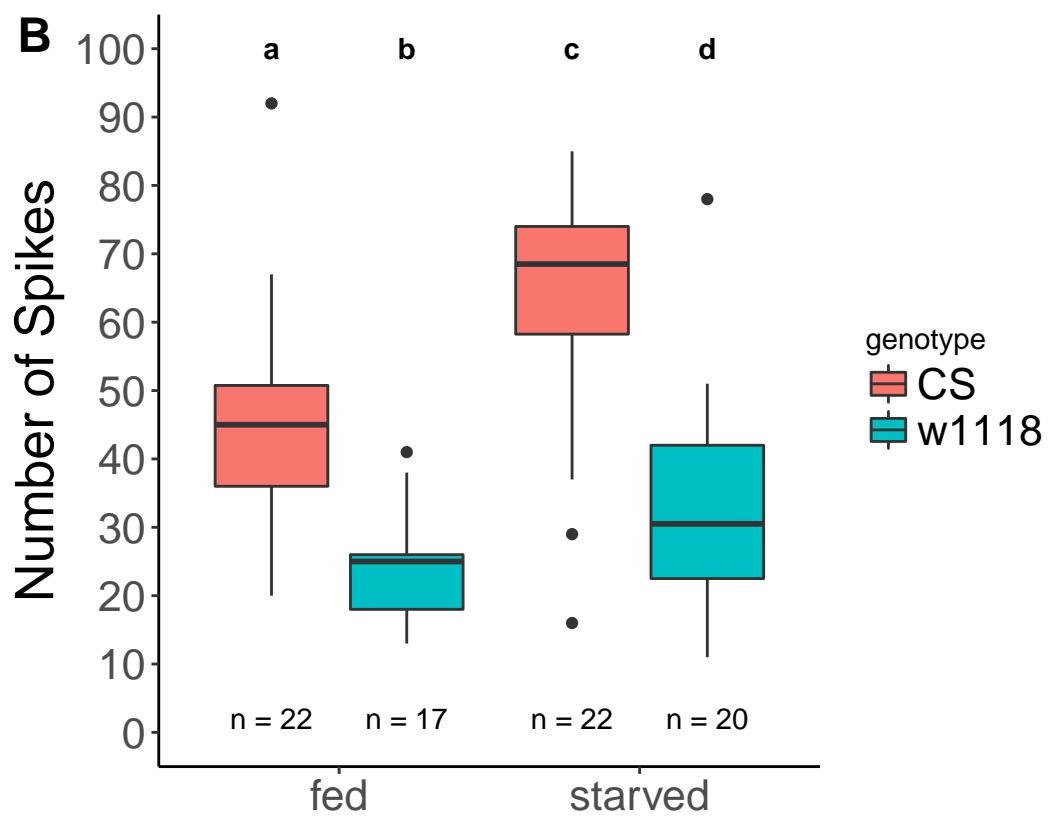 B
a b c d
100
90
80
70
60
50
40
30
20
10
0
Number of Spikes
n = 22 n = 17 n = 22 n = 20
fed starved
genotype
CS
w1118